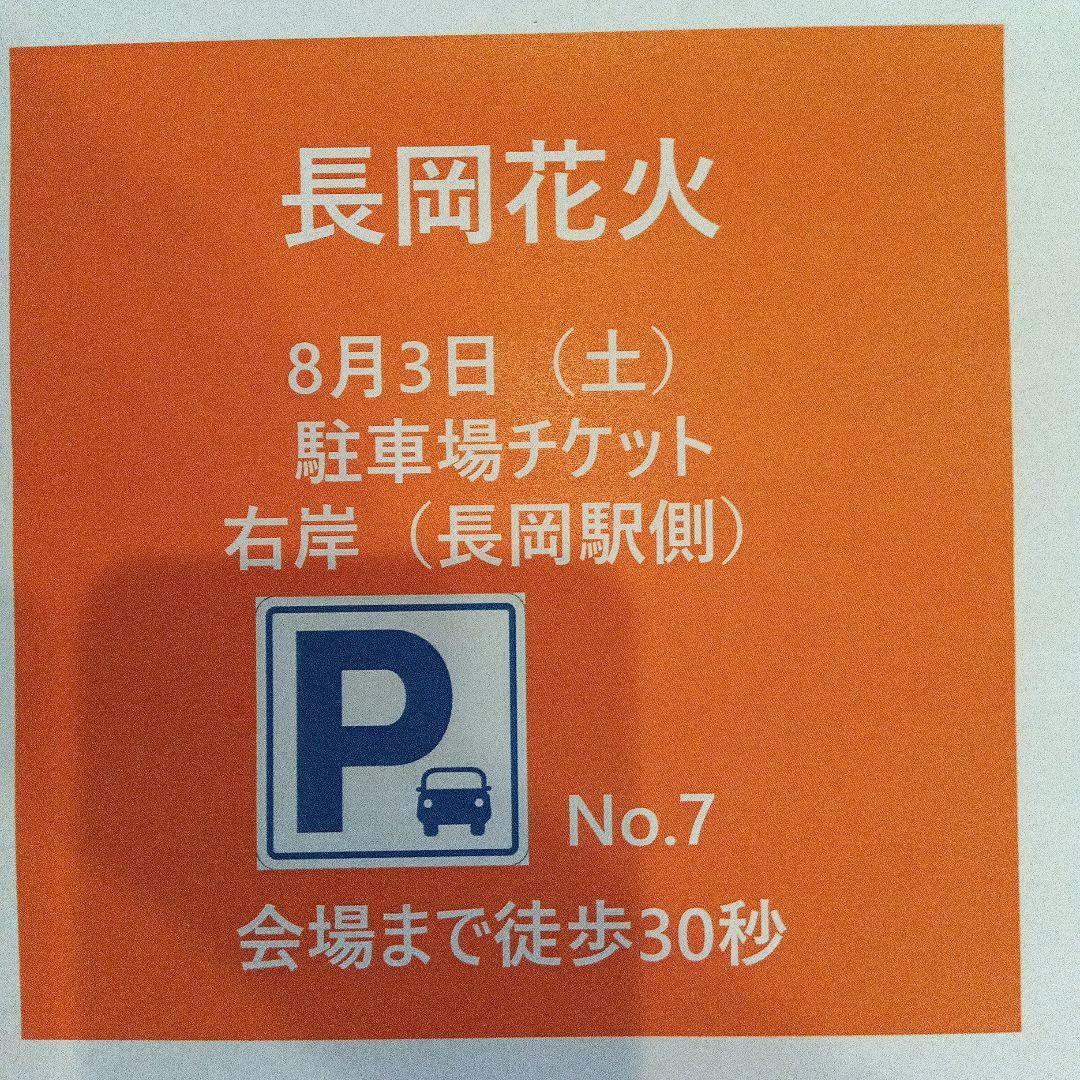 長岡花火
8月3日 （土）
駐車場チケット
右岸 （長岡駅側）
P
No.7
会場まで徒歩30秒